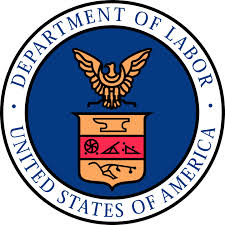 DEPARTMENT OF LABOR
UNITED STATES OF AMERICA